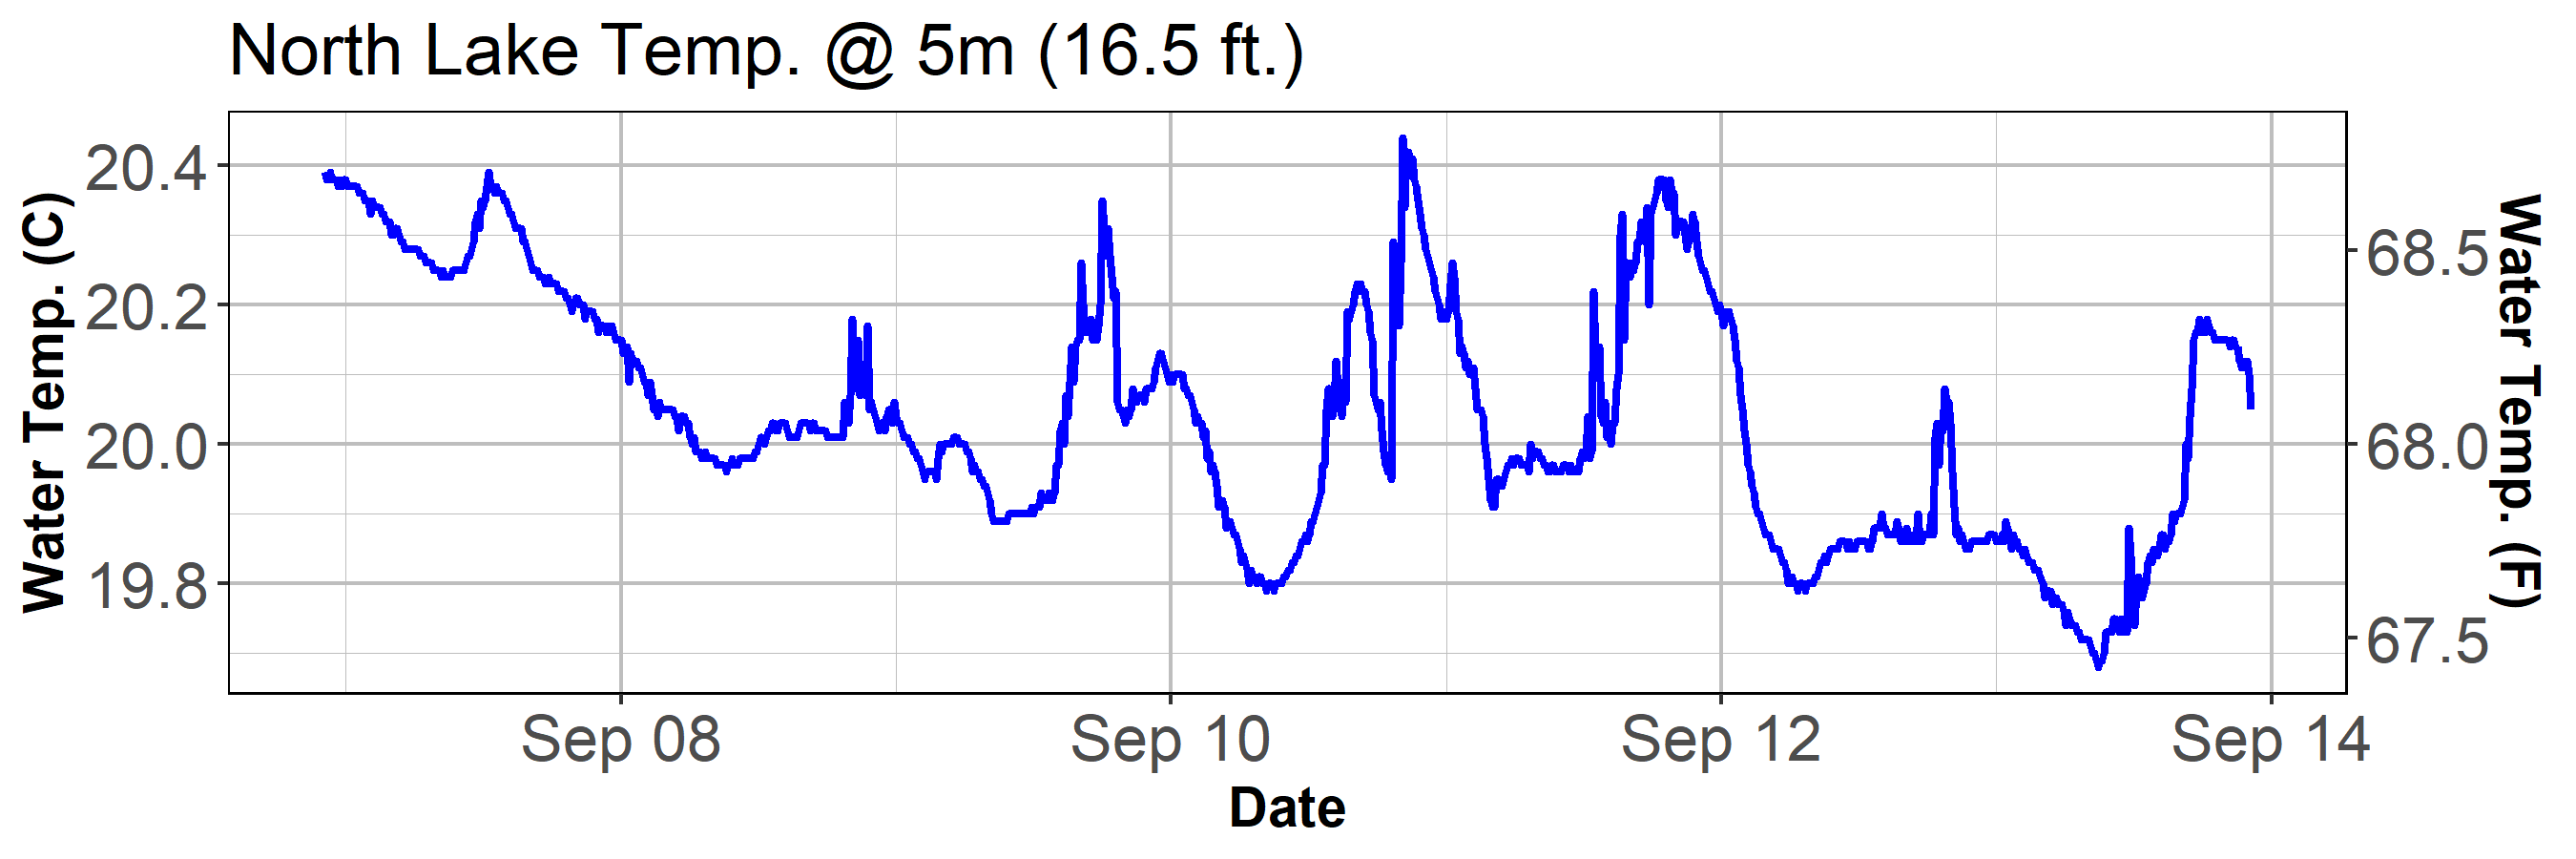 North Lake Temp. @ 5m (16.5 ft.)
Water Temp. (C)
20.4
20.2
20.0
19.8
68.5
68.0
67.5
Water Temp. (F)
Sep 08
Sep 10
Sep 12
Sep 14
Date